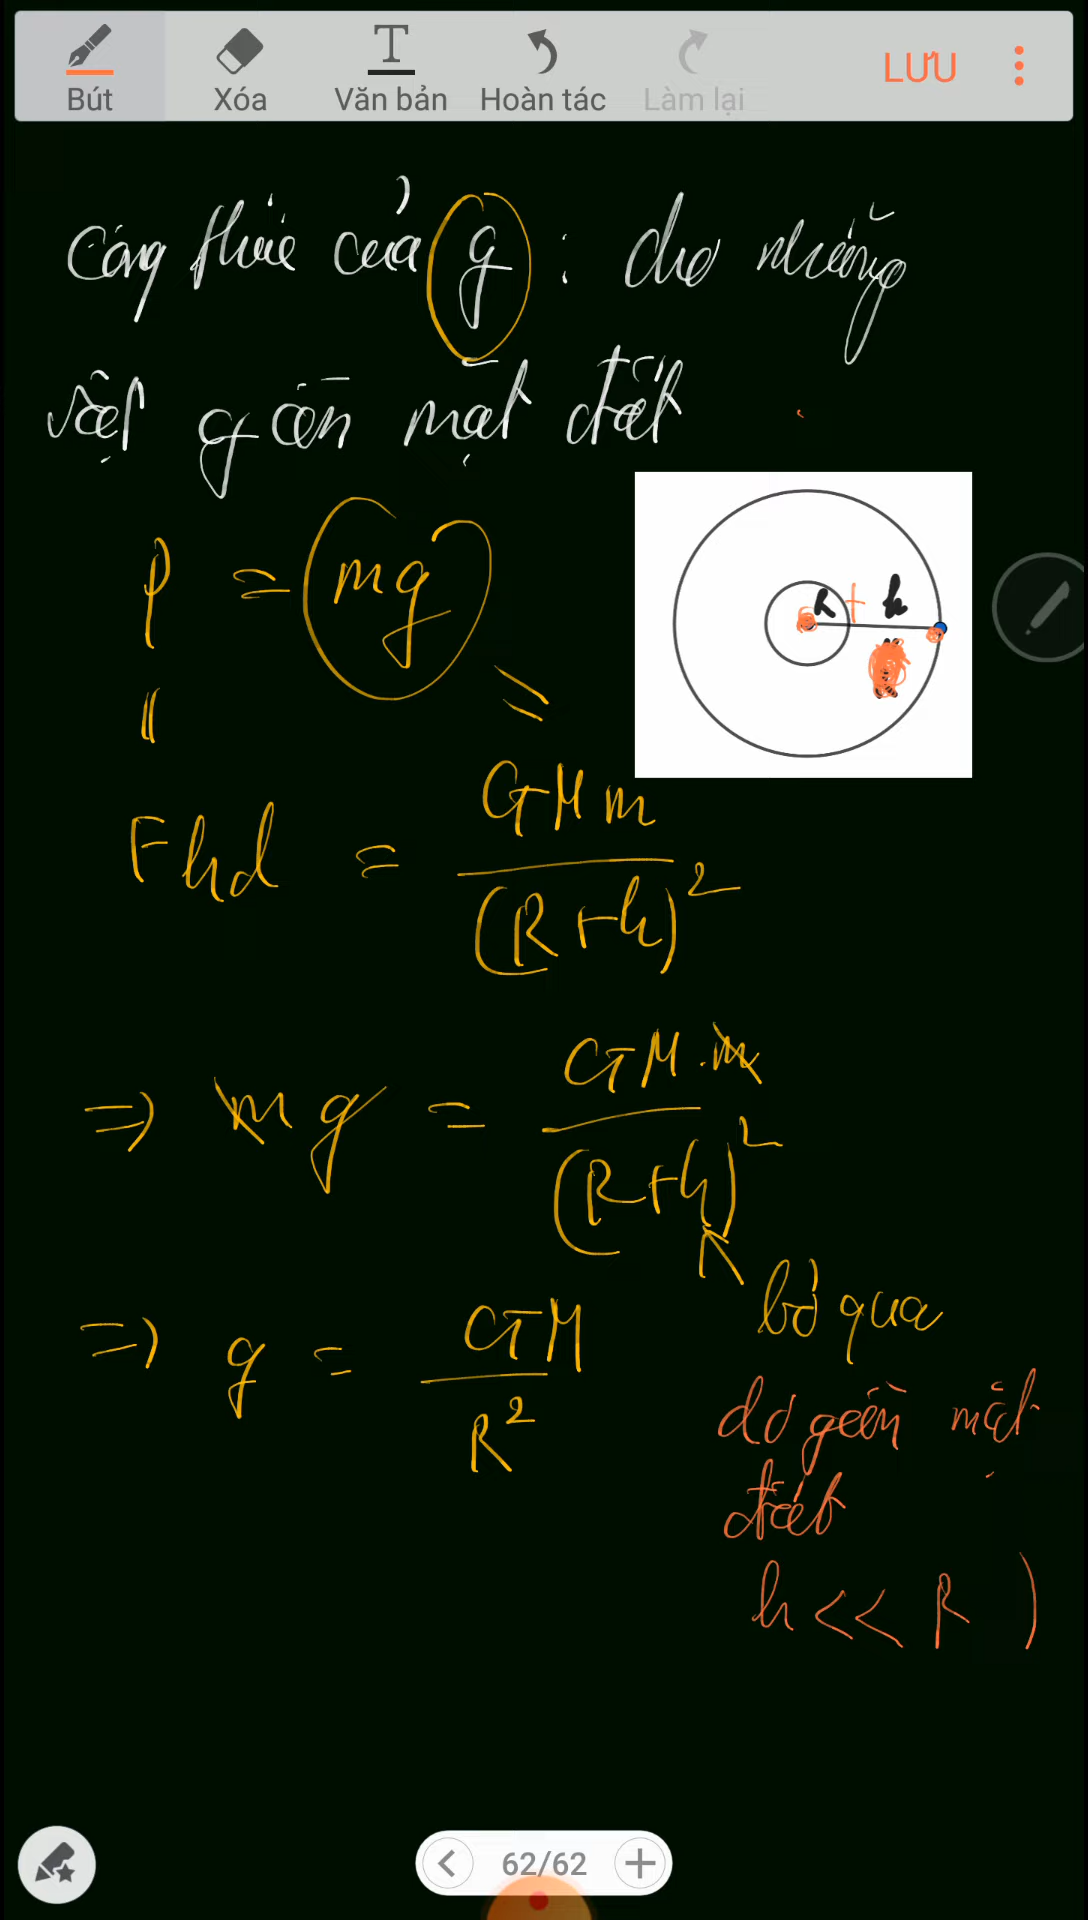 Bút Xóa Văn bản Hoàn tác Làm lại LƯU
Công thức của g : cho những
vật gần mặt đất
P = mg
R + h
=
Fhd = GMm / (R+h)²
=> mg = GM.m / (R+h)²
bỏ qua
=> g = GM / R²
do gần mặt
đất
h << R )
62/62